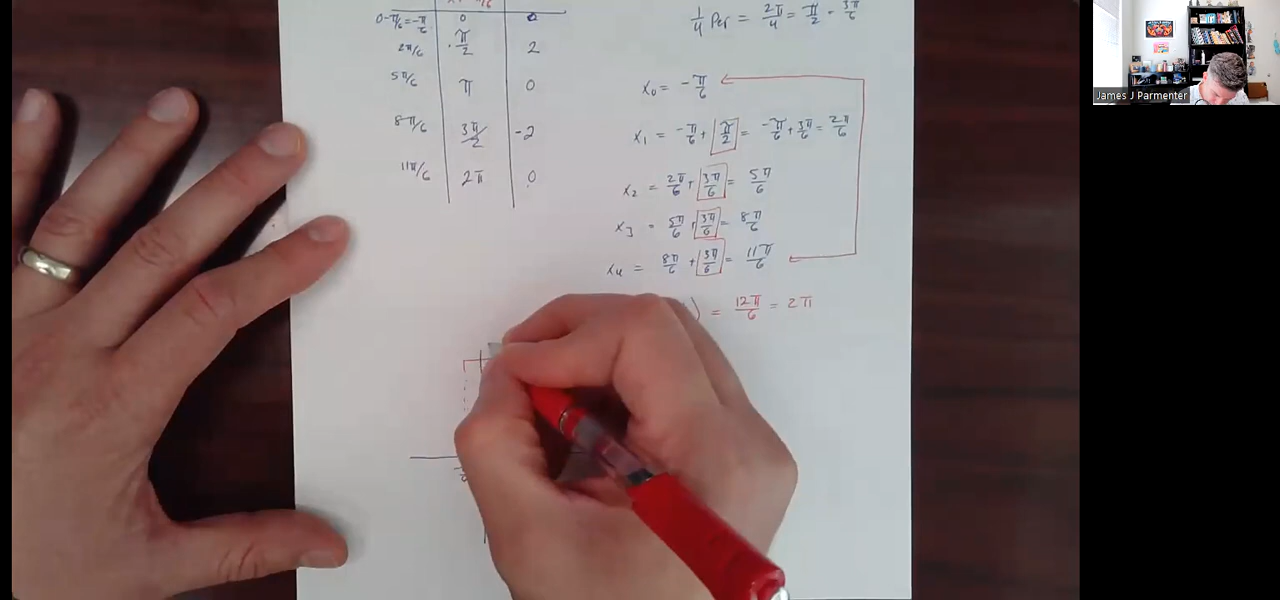 0-π/6 = -π/6 0 0
2π/6 π/2 2
5π/6 π 0
8π/6 3π/2 -2
11π/6 2π 0
1/4 Per = 2π/4 = π/2 = 3π/6
x₀ = -π/6
x₁ = -π/6 + π/2 = -π/6 + 3π/6 = 2π/6
x₂ = 2π/6 + 3π/6 = 5π/6
x₃ = 5π/6 + 3π/6 = 8π/6
x₄ = 8π/6 + 3π/6 = 11π/6
) = 12π/6 = 2π
James J Parmenter